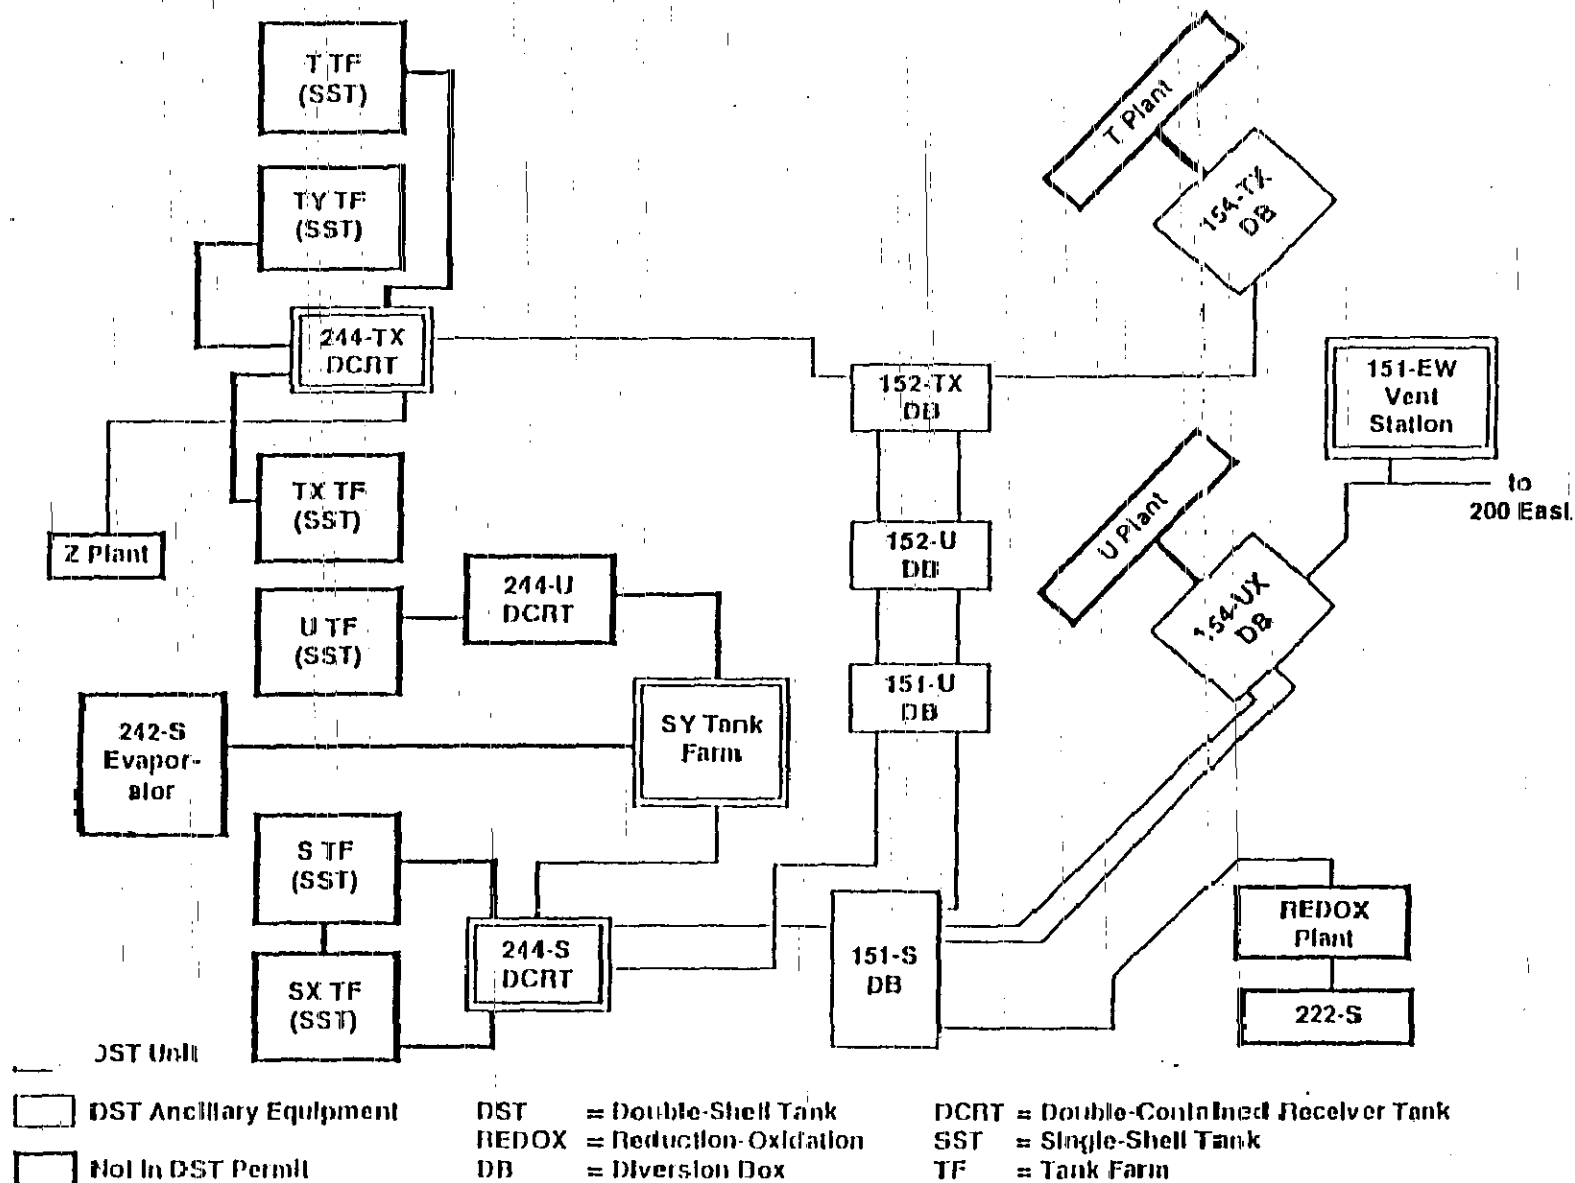 T TF
(SST)
TY TF
(SST)
244-TX
DCRT
TX TF
(SST)
Z Plant
U TF
(SST)
244-U
DCRT
242-S
Evapor-
ator
SY Tank
Farm
S TF
(SST)
SX TF
(SST)
244-S
DCRT
T Plant
154-TX
DB
152-TX
DB
151-EW
Vent
Station
to
200 East
152-U
DB
U Plant
154-UX
DB
151-U
DB
151-S
DB
REDOX
Plant
222-S
DST Unit
DST Ancillary Equipment
Not in DST Permit
DST = Double-Shell Tank
REDOX = Reduction-Oxidation
DB = Diversion Box
DCRT = Double-Contained Receiver Tank
SST = Single-Shell Tank
TF = Tank Farm